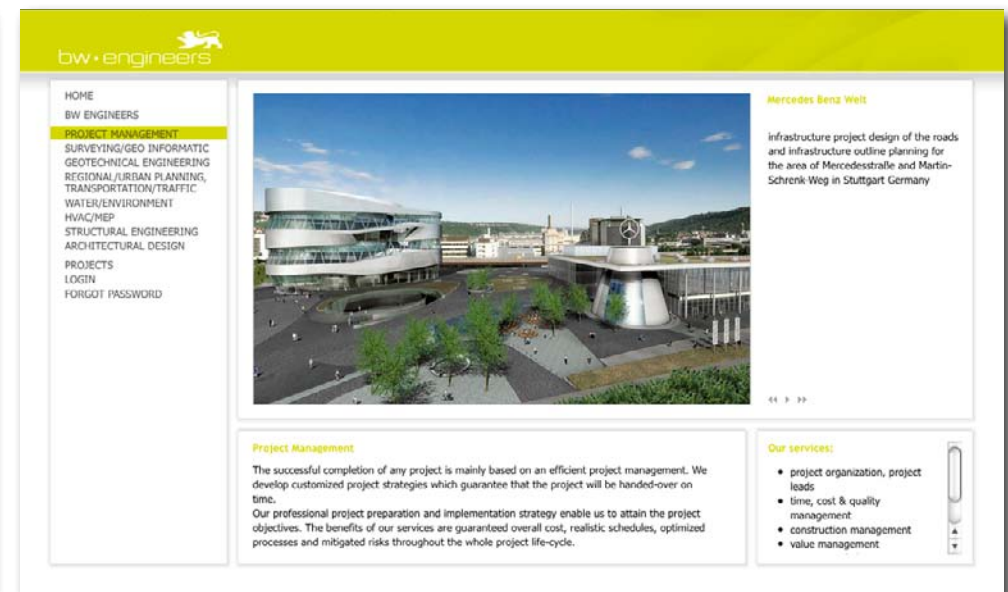 bw•engineers
HOME
BW ENGINEERS
PROJECT MANAGEMENT
SURVEYING/GEO INFORMATIC
GEOTECHNICAL ENGINEERING
REGIONAL/URBAN PLANNING,
TRANSPORTATION/TRAFFIC
WATER/ENVIRONMENT
HVAC/MEP
STRUCTURAL ENGINEERING
ARCHITECTURAL DESIGN
PROJECTS
LOGIN
FORGOT PASSWORD
Mercedes Benz Welt
infrastructure project design of the roads
and infrastructure outline planning for
the area of Mercedesstraße and Martin-
Schrenk-Weg in Stuttgart Germany
Project Management
The successful completion of any project is mainly based on an efficient project management. We
develop customized project strategies which guarantee that the project will be handed-over on
time.
Our professional project preparation and implementation strategy enable us to attain the project
objectives. The benefits of our services are guaranteed overall cost, realistic schedules, optimized
processes and mitigated risks throughout the whole project life-cycle.
Our services:
• project organization, project
leads
• time, cost & quality
management
• construction management
• value management